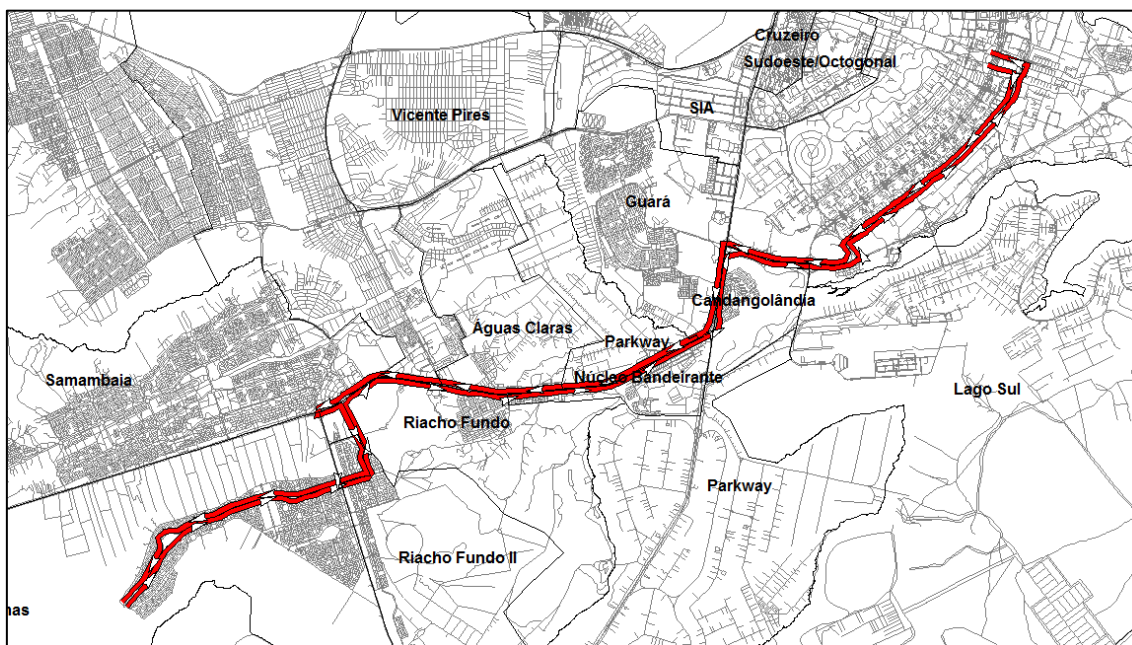 Cruzeiro
Sudoeste/Octogonal
Vicente Pires
SIA
Guará
Candangolândia
Águas Claras
Parkway
Samambaia
Núcleo Bandeirante
Lago Sul
Riacho Fundo
Parkway
Riacho Fundo II
nas